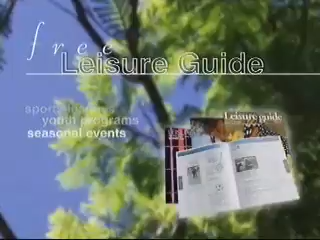 free
Leisure Guide
youth programs
seasonal events
Leisure guide